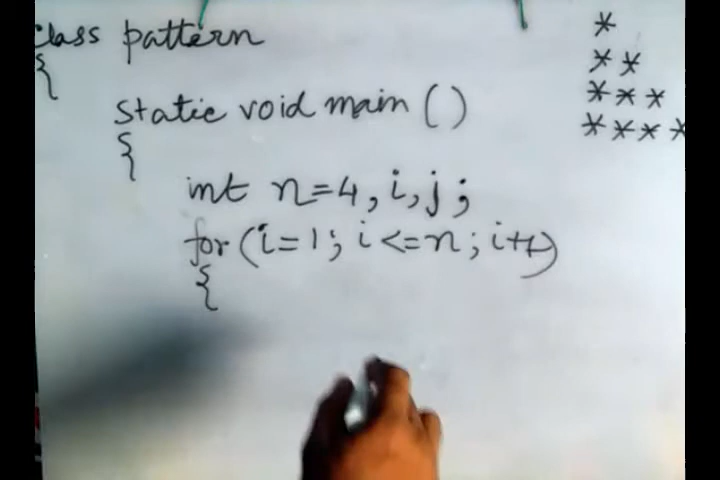 class pattern
{
static void main ()
{
int n=4, i, j ;
for (i=1; i <=n; i++)
{
*
* *
* * *
* * * *